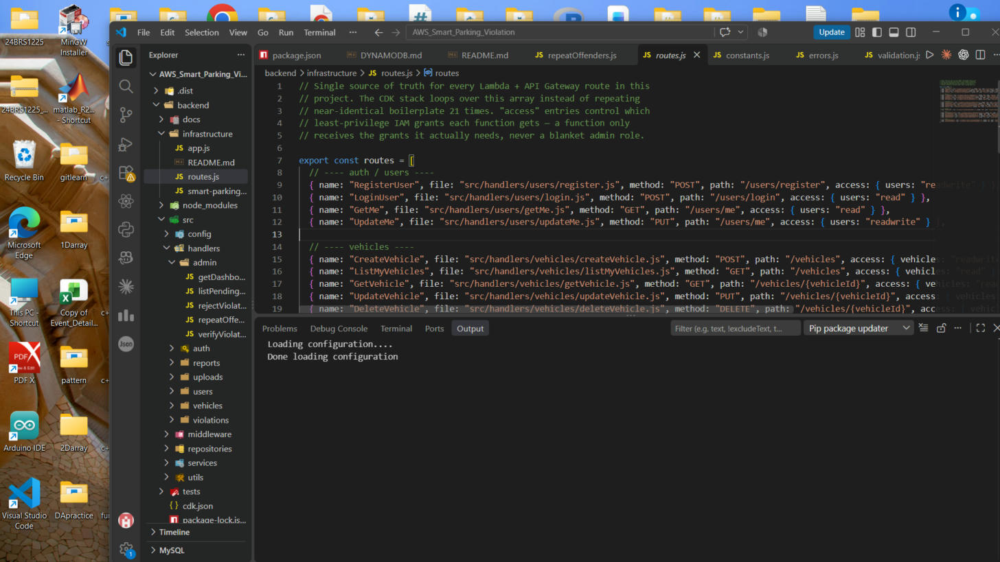 24BRS1225
MinGW
Installer
24BRS1225_...
matlab_R2...
- Shortcut
Recycle Bin
gitlearn
c+
Microsoft
Edge
1Darray
This PC -
Shortcut
Copy of
Event_Detail...
c+
PDF X
pattern
c+
Arduino IDE
2Darray
c+
Visual Studio
Code
DApractice
fu
File Edit Selection View Go Run Terminal ...
AWS_Smart_Parking_Violation
Update
Explorer
AWS_Smart_Parking_Vi...
.dist
backend
docs
infrastructure
JS app.js
README.md
JS routes.js
JS smart-parking...
node_modules
src
config
handlers
admin
JS getDashbo...
JS listPending...
JS rejectViolat...
JS repeatOffe...
JS verifyViolat...
auth
reports
uploads
users
vehicles
violations
middleware
repositories
services
utils
tests
{} cdk.json
package-lock.js...
Timeline
MySQL
Json
1
package.json
DYNAMODB.md
README.md
JS repeatOffenders.js
JS routes.js
JS constants.js
JS errors.js
JS validation.js
backend > infrastructure > JS routes.js > routes
1 // Single source of truth for every Lambda + API Gateway route in this
2 // project. The CDK stack loops over this array instead of repeating
3 // near-identical boilerplate 21 times. "access" entries control which
4 // least-privilege IAM grants each function gets — a function only
5 // receives the grants it actually needs, never a blanket admin role.
6
7 export const routes = [
8 // ---- auth / users ----
9 { name: "RegisterUser", file: "src/handlers/users/register.js", method: "POST", path: "/users/register", access: { users: "readwrite" } }
10 { name: "LoginUser", file: "src/handlers/users/login.js", method: "POST", path: "/users/login", access: { users: "read" } },
11 { name: "GetMe", file: "src/handlers/users/getMe.js", method: "GET", path: "/users/me", access: { users: "read" } },
12 { name: "UpdateMe", file: "src/handlers/users/updateMe.js", method: "PUT", path: "/users/me", access: { users: "readwrite" } },
13
14 // ---- vehicles ----
15 { name: "CreateVehicle", file: "src/handlers/vehicles/createVehicle.js", method: "POST", path: "/vehicles", access: { vehicles: "readwrite"
16 { name: "ListMyVehicles", file: "src/handlers/vehicles/listMyVehicles.js", method: "GET", path: "/vehicles", access: { vehicles: "read"
17 { name: "GetVehicle", file: "src/handlers/vehicles/getVehicle.js", method: "GET", path: "/vehicles/{vehicleId}", access: { vehicles: "rea
18 { name: "UpdateVehicle", file: "src/handlers/vehicles/updateVehicle.js", method: "PUT", path: "/vehicles/{vehicleId}", access: { vehicles
19 { name: "DeleteVehicle", file: "src/handlers/vehicles/deleteVehicle.js", method: "DELETE", path: "/vehicles/{vehicleId}", acc
Problems Debug Console Terminal Ports Output
Filter (e.g. text, !excludeText, t...
Pip package updater
Loading configuration....
Done loading configuration